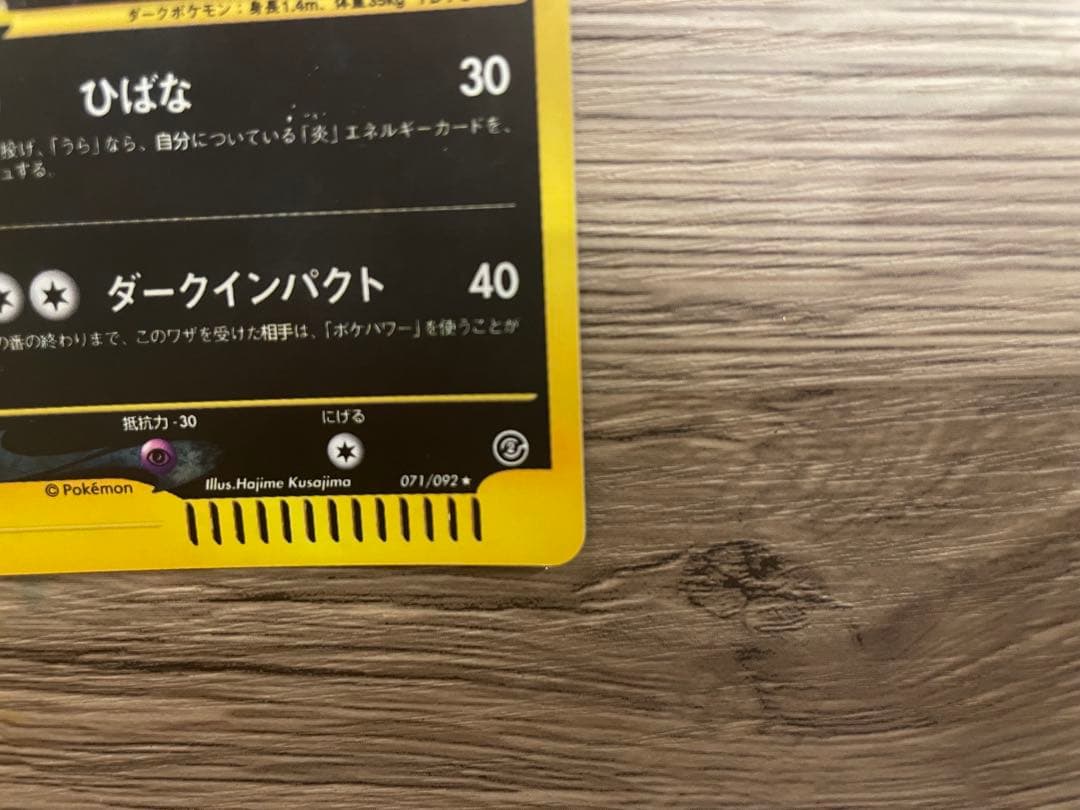 ダークポケモン:身長1.4m、体重35kg
ひばな 30
投げ、「うら」なら、自分についている「炎」エネルギーカードを、
ュする。
ダークインパクト 40
の番の終わりまで、このワザを受けた相手は、「ポケパワー」を使うことが
抵抗力 -30 にげる
©Pokémon Illus.Hajime Kusajima 071/092★